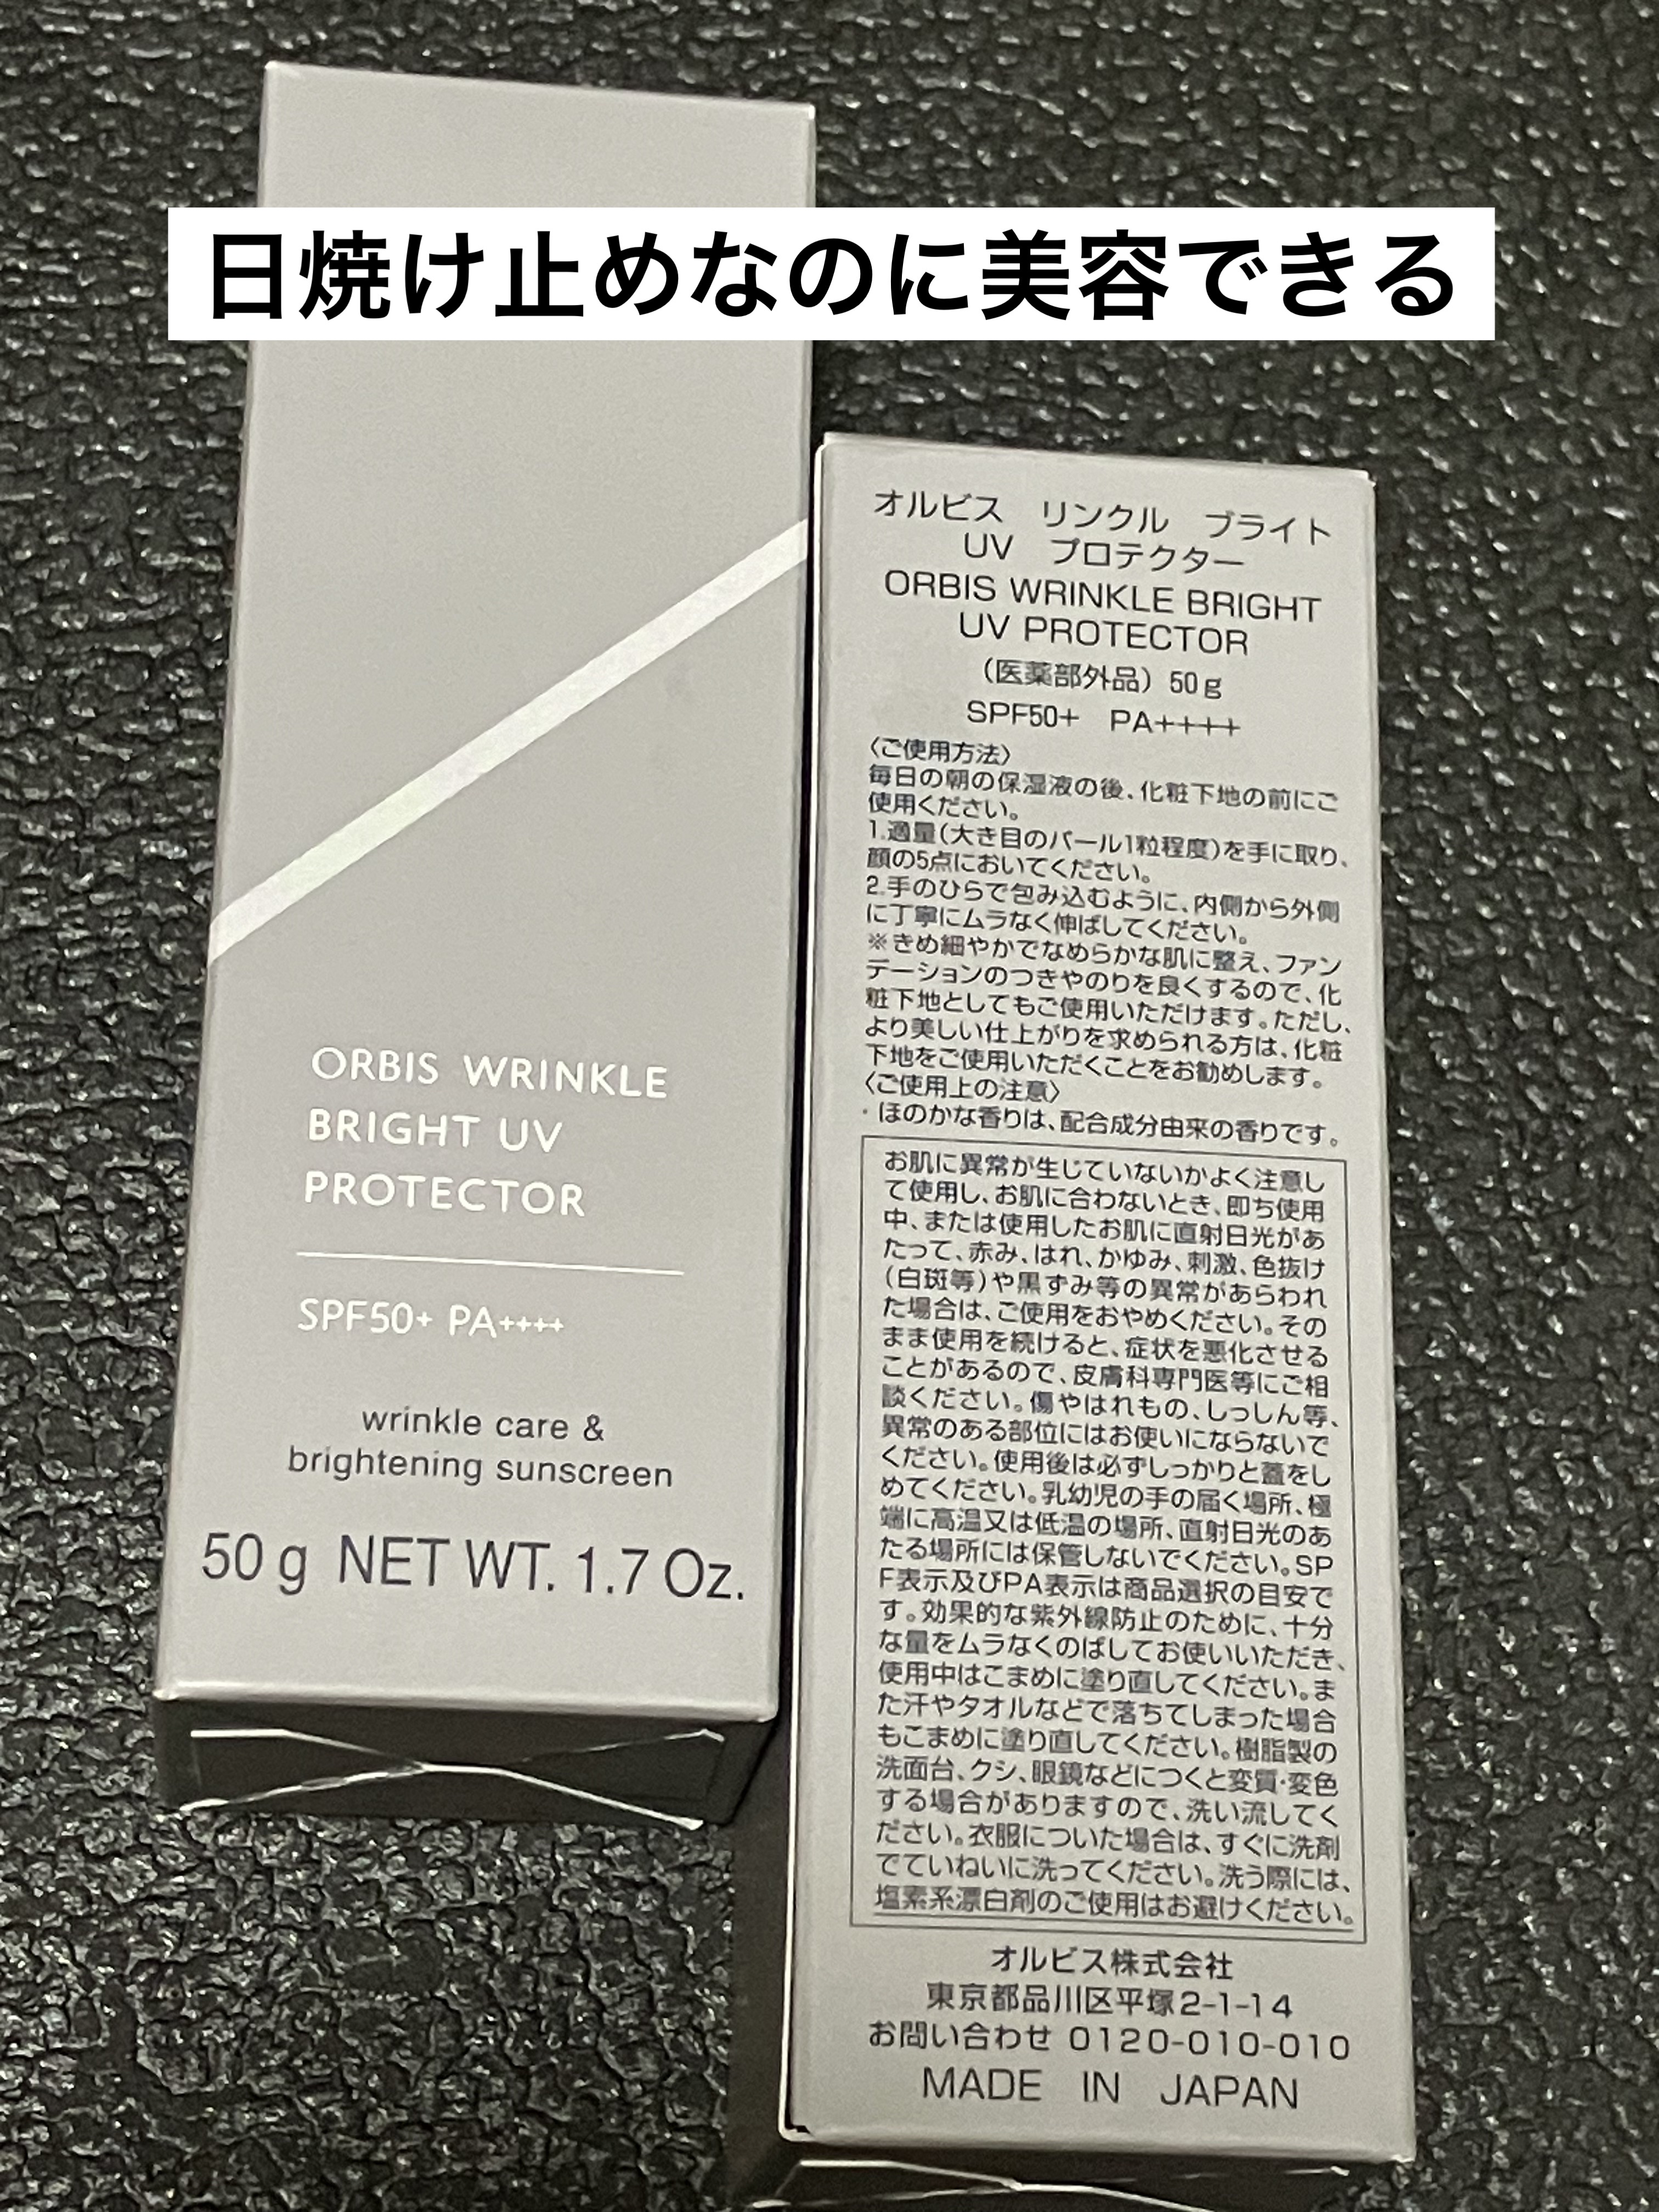 日焼け止めなのに美容できる
ORBIS WRINKLE
BRIGHT UV
PROTECTOR
SPF50+ PA++++
wrinkle care &
brightening sunscreen
50 g NET WT. 1.7 Oz.
オルビス リンクル ブライト
UV プロテクター
ORBIS WRINKLE BRIGHT
UV PROTECTOR
(医薬部外品) 50g
SPF50+ PA++++
〈ご使用方法〉
毎日の朝の保湿液の後、化粧下地の前にご
使用ください。
1.適量(大き目のパール1粒程度)を手に取り、
顔の5点においてください。
2.手のひらで包み込むように、内側から外側
に丁寧にムラなく伸ばしてください。
※きめ細やかでなめらかな肌に整え、ファン
デーションのつきやのりを良くするので、化
粧下地としてもご使用いただけます。ただし、
より美しい仕上がりを求められる方は、化粧
下地をご使用いただくことをお勧めします。
〈ご使用上の注意〉
・ほのかな香りは、配合成分由来の香りです。
お肌に異常が生じていないかよく注意し
て使用し、お肌に合わないとき、即ち使用
中、または使用したお肌に直射日光があ
たって、赤み、はれ、かゆみ、刺激、色抜け
(白斑等)や黒ずみ等の異常があらわれ
た場合は、ご使用をおやめください。その
まま使用を続けると、症状を悪化させる
ことがあるので、皮膚科専門医等にご相
談ください。傷やはれもの、しっしん等、
異常のある部位にはお使いにならないで
ください。使用後は必ずしっかりと蓋をし
めてください。乳幼児の手の届く場所、極
端に高温又は低温の場所、直射日光のあ
たる場所には保管しないでください。SP
F表示及びPA表示は商品選択の目安で
す。効果的な紫外線防止のために、十分
な量をムラなくのばしてお使いいただき、
使用中はこまめに塗り直してください。ま
た汗やタオルなどで落ちてしまった場合
もこまめに塗り直してください。樹脂製の
洗面台、クシ、眼鏡などにつくと変質・変色
する場合がありますので、洗い流してく
ださい。衣服についた場合は、すぐに洗剤
でていねいに洗ってください。洗う際には、
塩素系漂白剤のご使用はお避けください。
オルビス株式会社
東京都品川区平塚2-1-14
お問い合わせ 0120-010-010
MADE IN JAPAN